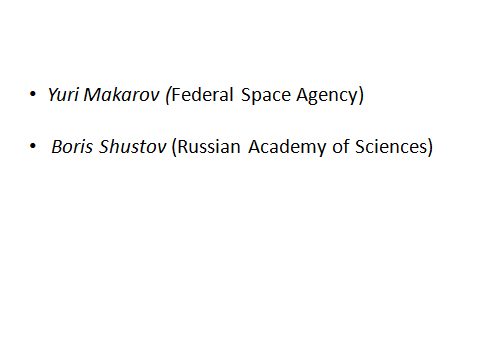 • Yuri Makarov (Federal Space Agency)
• Boris Shustov (Russian Academy of Sciences)